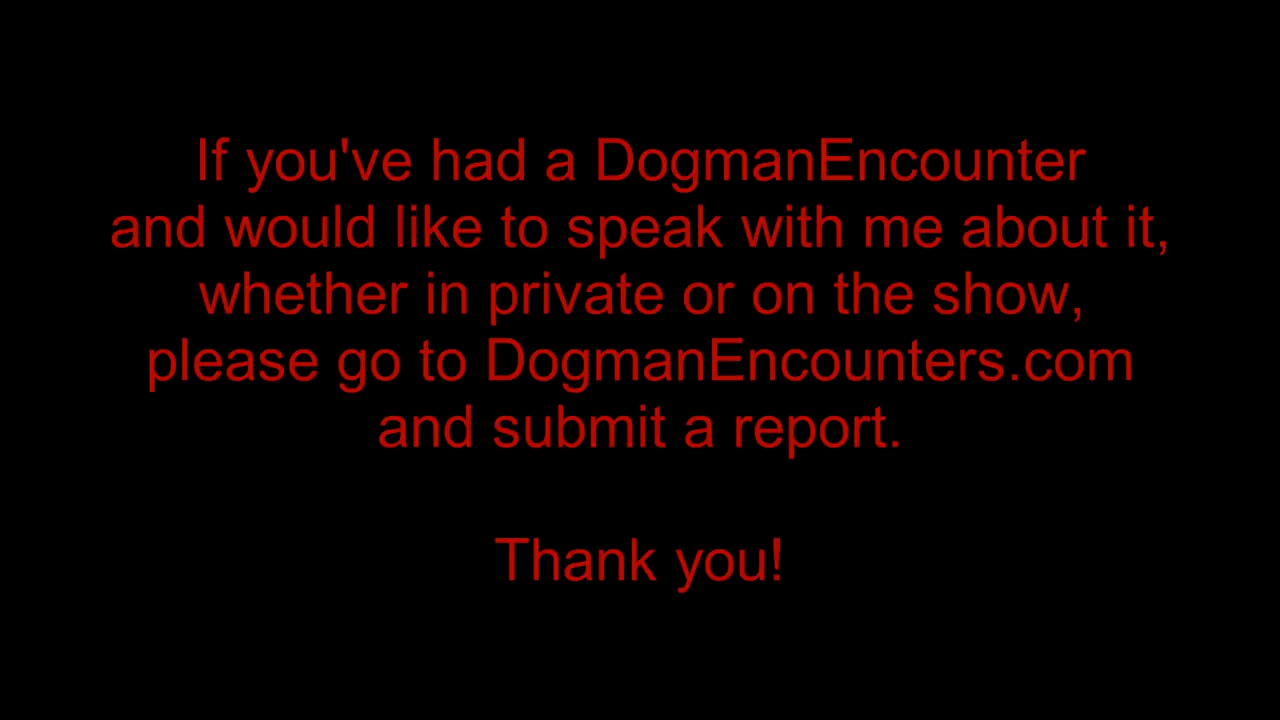 If you've had a DogmanEncounter
and would like to speak with me about it,
whether in private or on the show,
please go to DogmanEncounters.com
and submit a report.
Thank you!